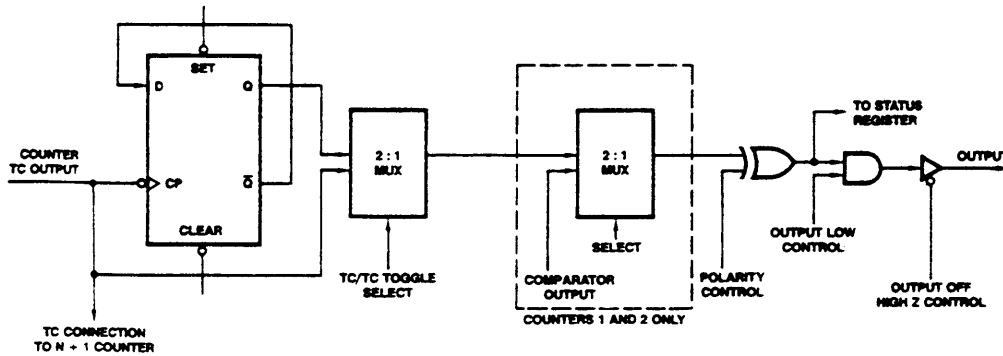 SET
D
Q
COUNTER
TC OUTPUT
CP
Q
CLEAR
2 : 1
MUX
TC/TC TOGGLE
SELECT
TC CONNECTION
TO N + 1 COUNTER
2 : 1
MUX
SELECT
COMPARATOR
OUTPUT
COUNTERS 1 AND 2 ONLY
POLARITY
CONTROL
TO STATUS
REGISTER
OUTPUT LOW
CONTROL
OUTPUT
OUTPUT OFF
HIGH Z CONTROL